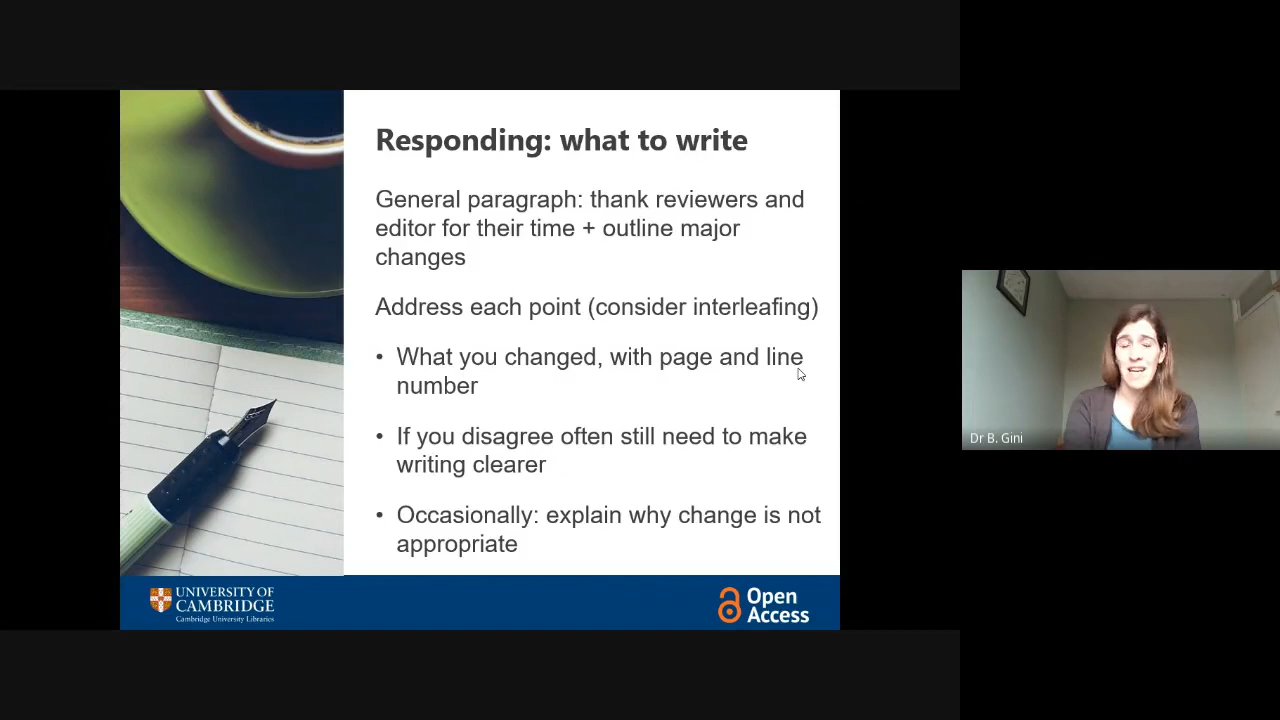 Responding: what to write
General paragraph: thank reviewers and
editor for their time + outline major
changes
Address each point (consider interleafing)
• What you changed, with page and line
number
• If you disagree often still need to make
writing clearer
• Occasionally: explain why change is not
appropriate
UNIVERSITY OF
CAMBRIDGE
Cambridge University Libraries
Open
Access
Dr B. Gini